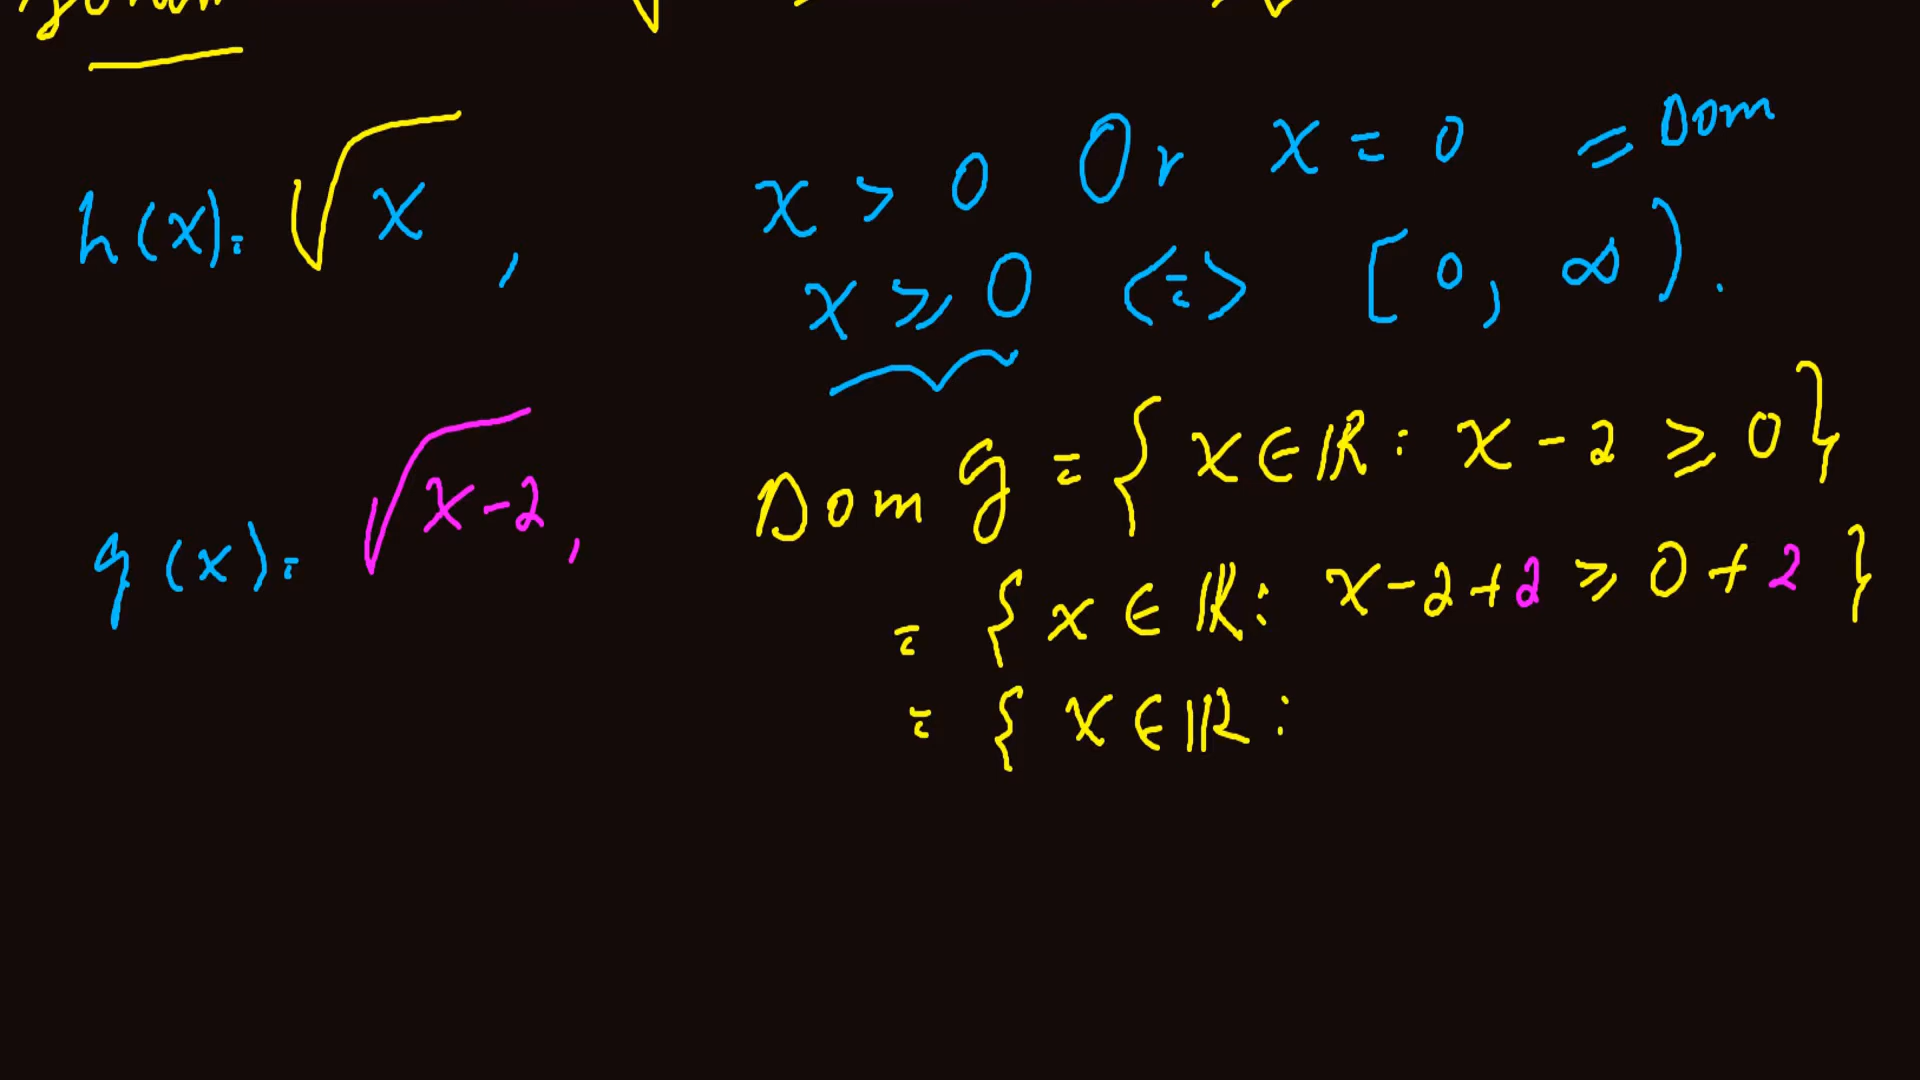 h(x) = √x , x > 0 Or x = 0 = Dom
x ⩾ 0 <=> [0, ∞).
g(x) = √x-2 , Dom g = { x ∈ ℝ : x - 2 ⩾ 0 }
= { x ∈ ℝ : x - 2 + 2 ⩾ 0 + 2 }
= { x ∈ ℝ :